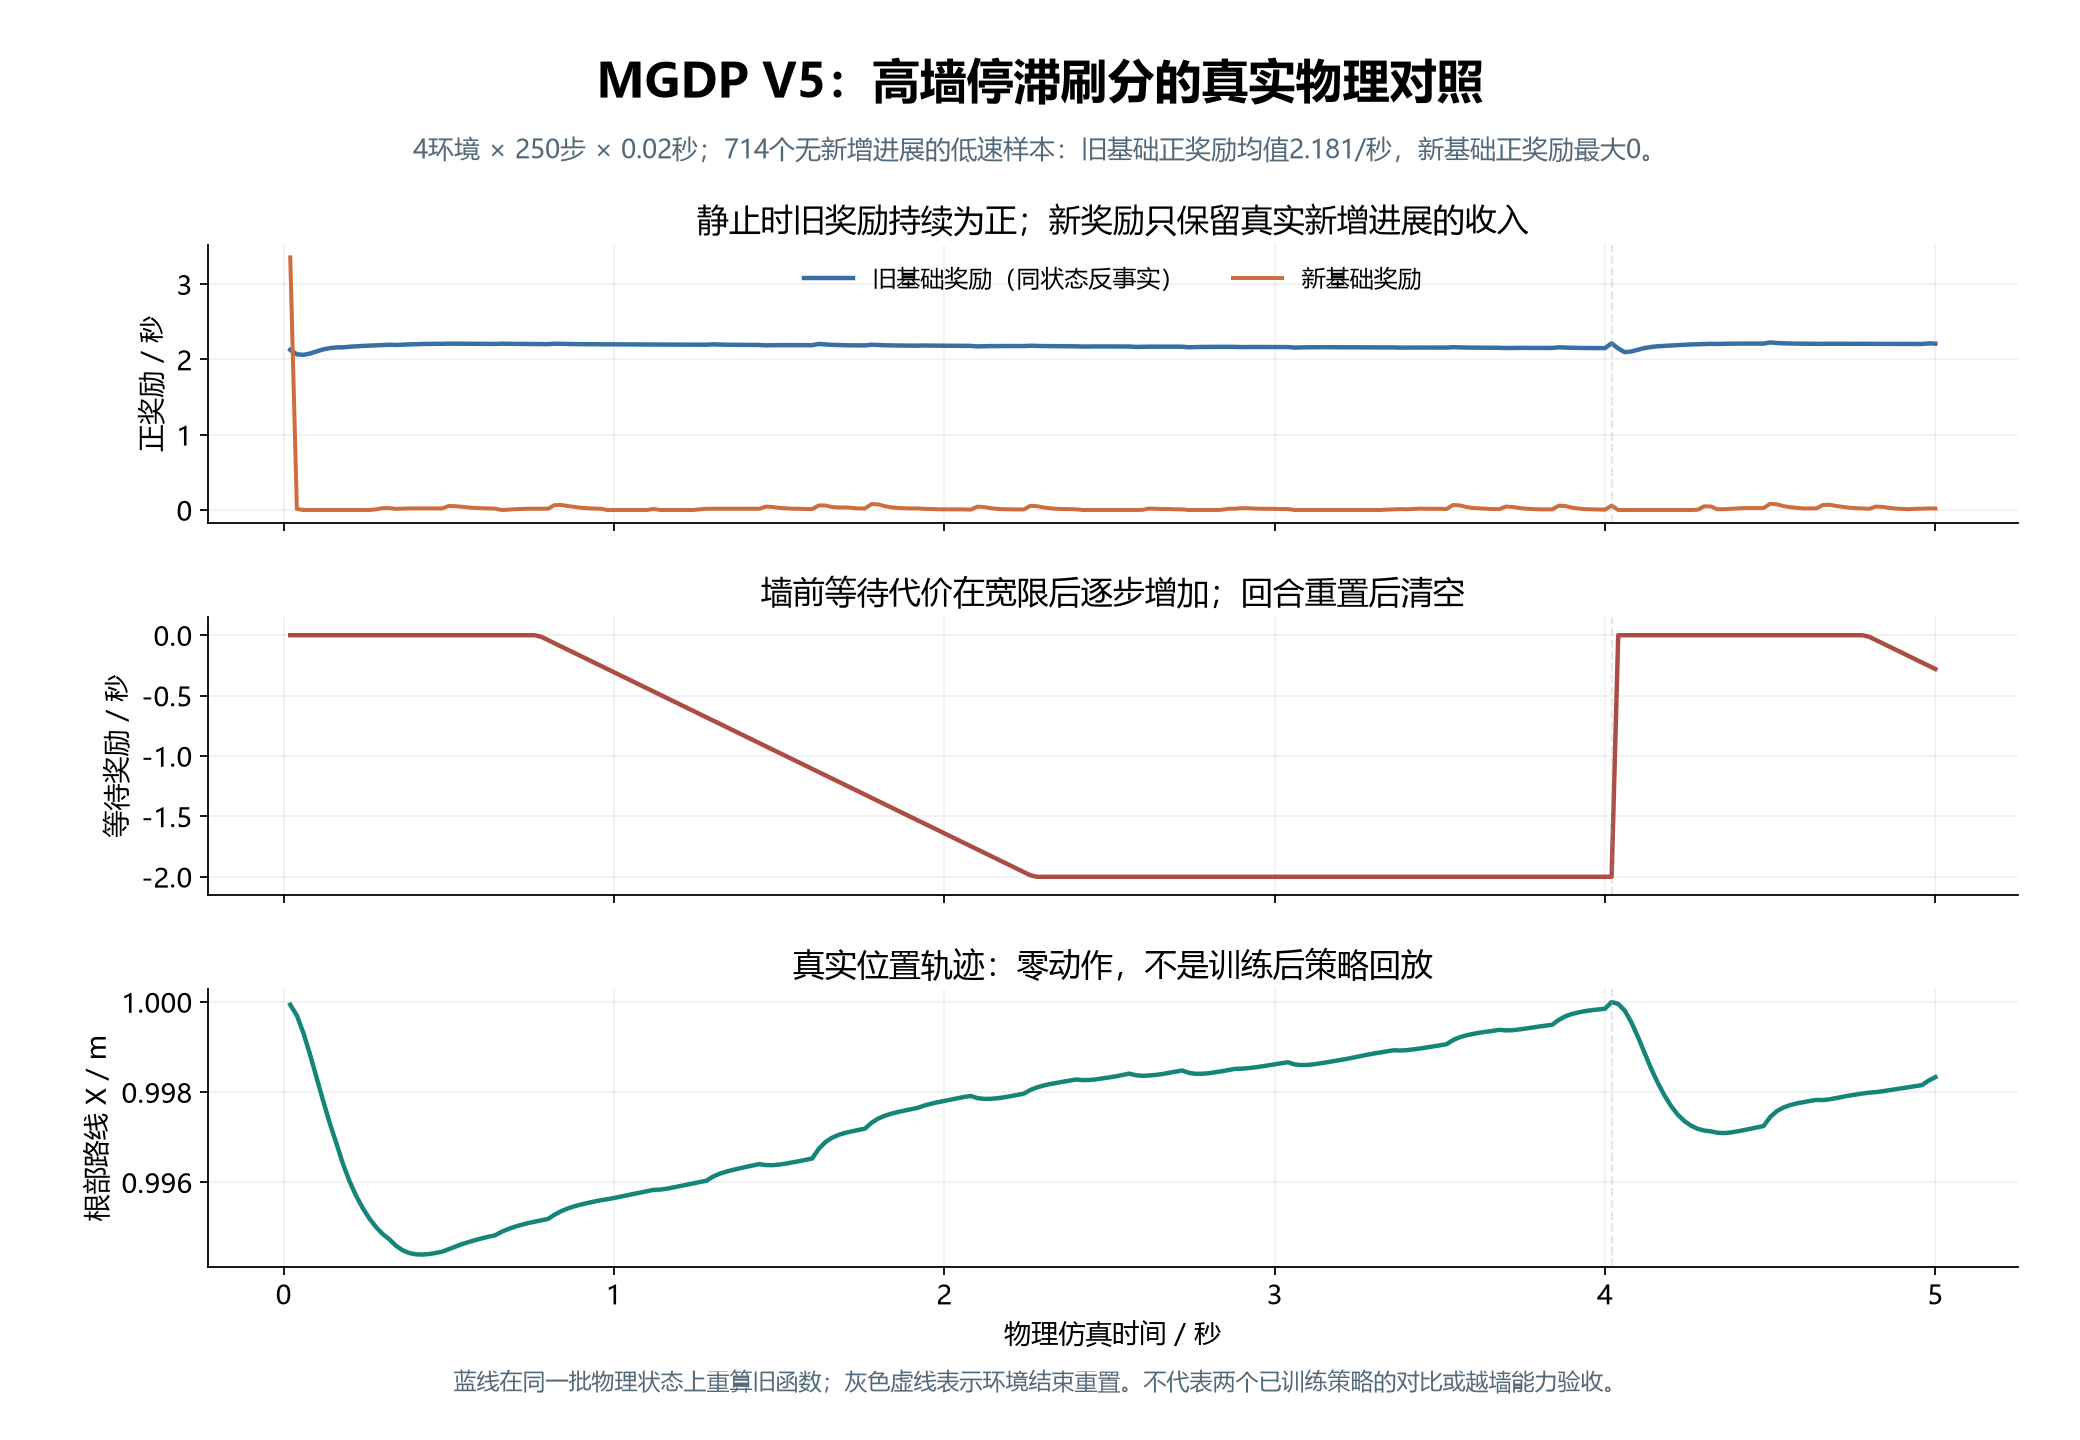 MGDP V5：高墙停滞刷分的真实物理对照
4环境 × 250步 × 0.02秒；714个无新增进展的低速样本：旧基础正奖励均值2.181/秒，新基础正奖励最大0。
静止时旧奖励持续为正；新奖励只保留真实新增进展的收入
旧基础奖励（同状态反事实）
新基础奖励
正奖励 / 秒
3
2
1
0
墙前等待代价在宽限后逐步增加；回合重置后清空
等待奖励 / 秒
0.0
-0.5
-1.0
-1.5
-2.0
真实位置轨迹：零动作，不是训练后策略回放
根部路线 X / m
1.000
0.998
0.996
0
1
2
3
4
5
物理仿真时间 / 秒
蓝线在同一批物理状态上重算旧函数；灰色虚线表示环境结束重置。不代表两个已训练策略的对比或越墙能力验收。